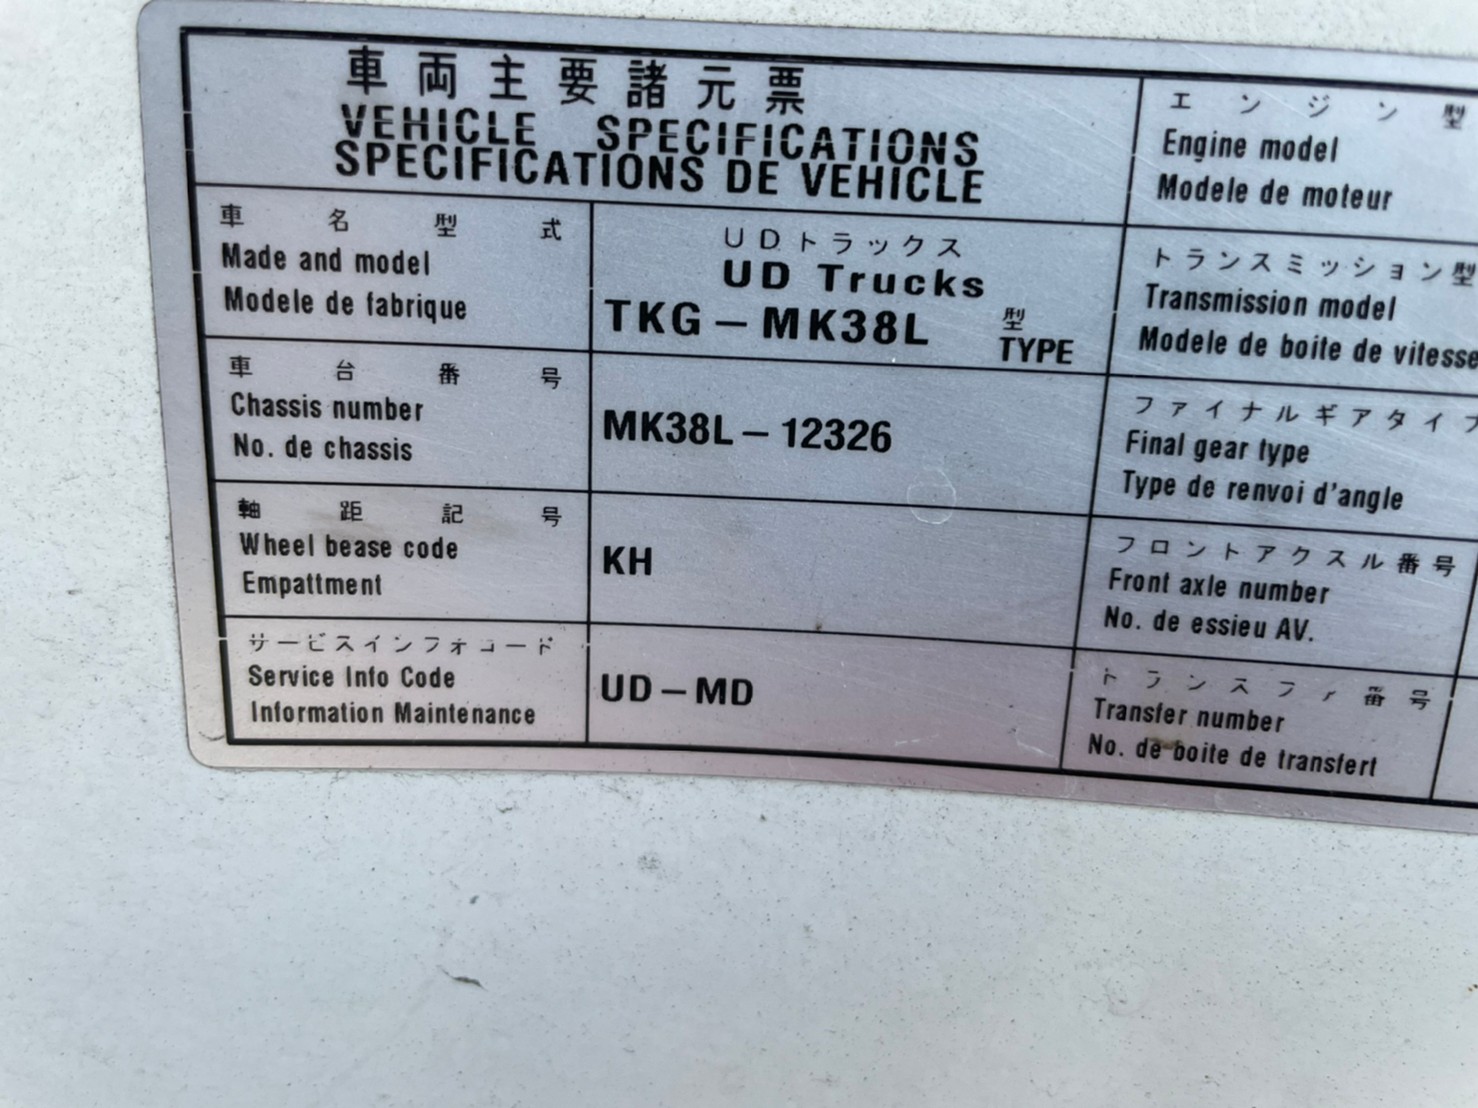 車両主要諸元票
VEHICLE SPECIFICATIONS
SPECIFICATIONS DE VEHICLE
車名型式
Made and model
Modele de fabrique
UDトラックス
UD Trucks
TKG-MK38L 型
TYPE
車台番号
Chassis number
No. de chassis
MK38L-12326
軸距記号
Wheel bease code
Empattment
KH
サービスインフォコード
Service Info Code
Information Maintenance
UD-MD
エンジン型
Engine model
Modele de moteur
トランスミッション型
Transmission model
Modele de boite de vitesse
ファイナルギアタイプ
Final gear type
Type de renvoi d'angle
フロントアクスル番号
Front axle number
No. de essieu AV.
トランスファ番号
Transfer number
No. de boite de transfert